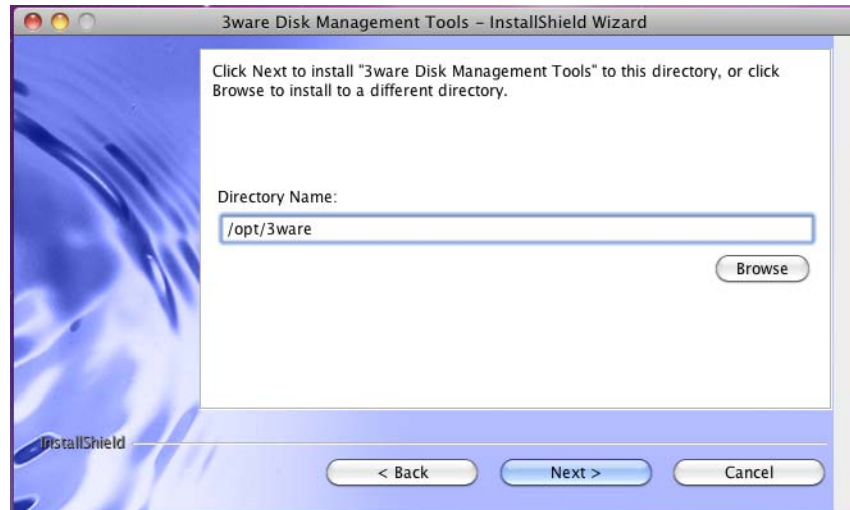 3ware Disk Management Tools – InstallShield Wizard
Click Next to install "3ware Disk Management Tools" to this directory, or click
Browse to install to a different directory.
Directory Name:
/opt/3ware
Browse
InstallShield
< Back
Next >
Cancel